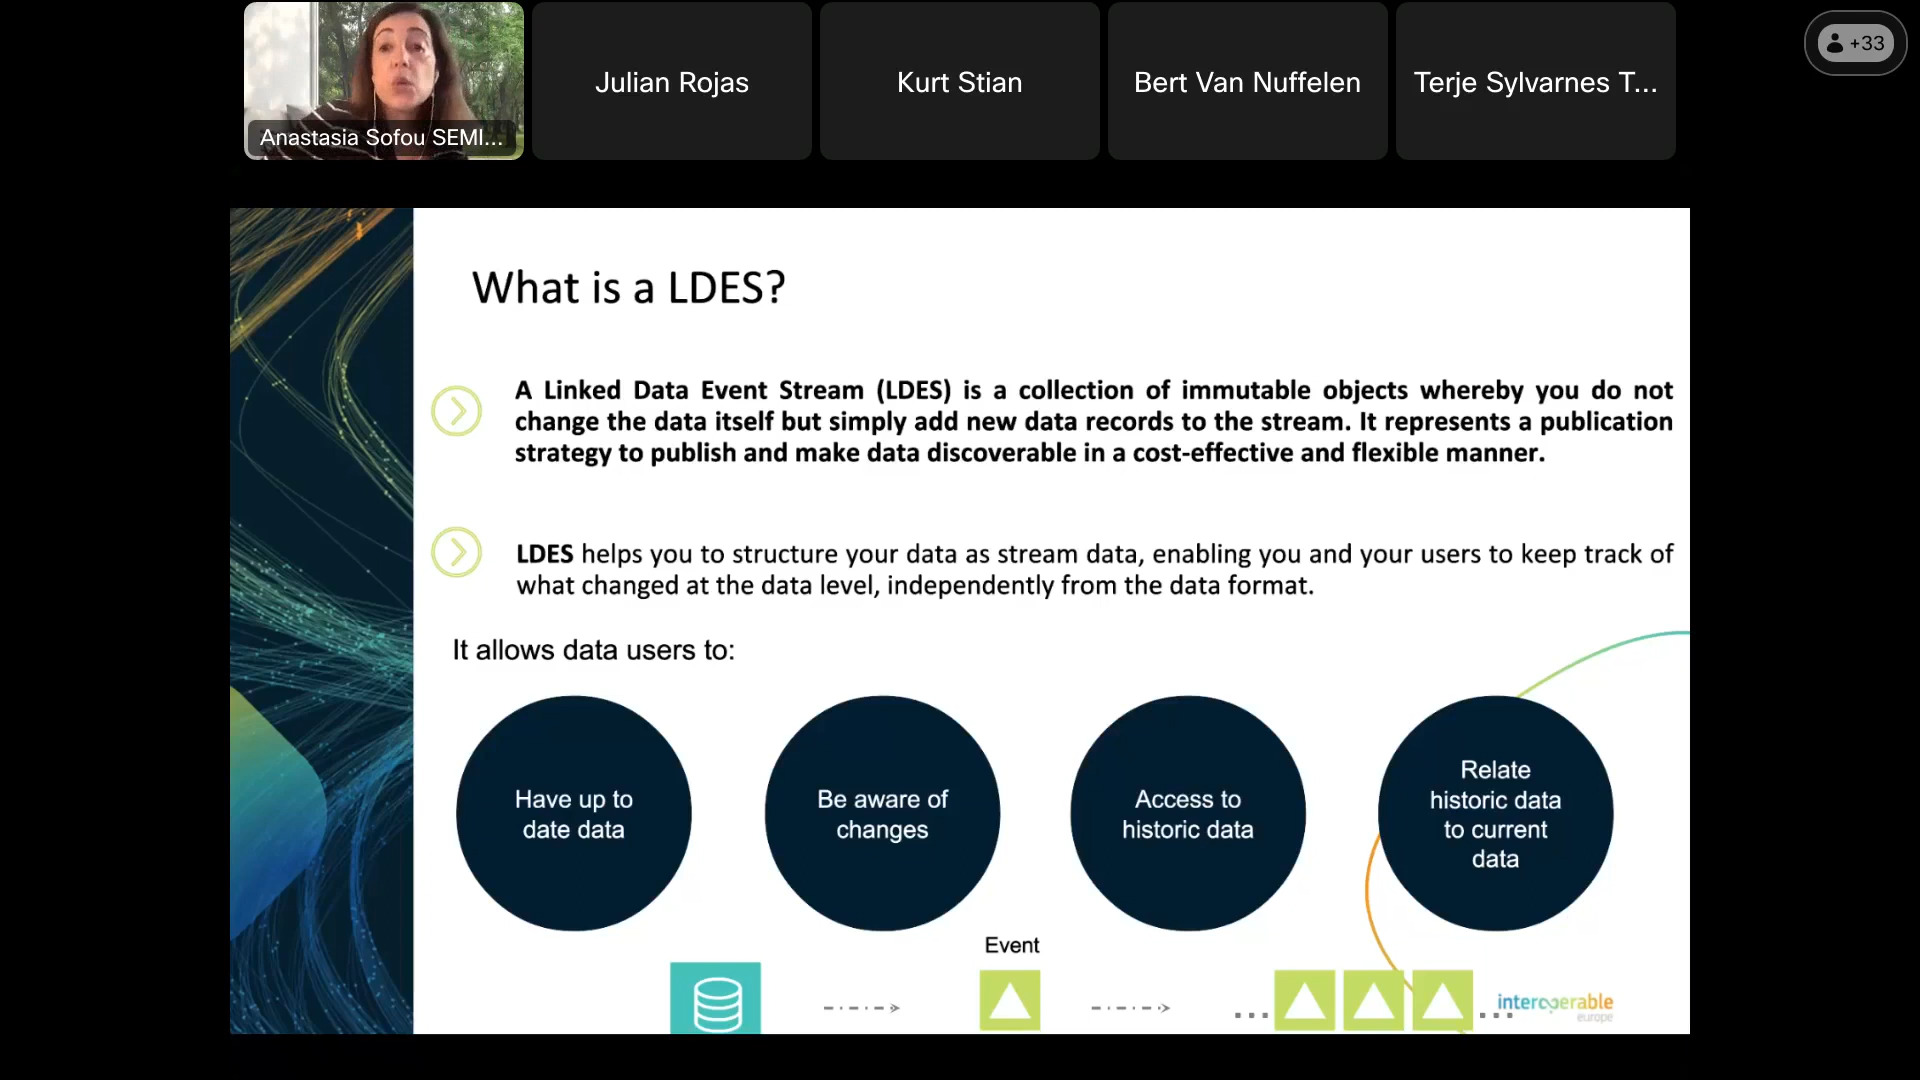 Anastasia Sofou SEMI...
Julian Rojas
Kurt Stian
Bert Van Nuffelen
Terje Sylvarnes T...
+33
What is a LDES?
A Linked Data Event Stream (LDES) is a collection of immutable objects whereby you do not
change the data itself but simply add new data records to the stream. It represents a publication
strategy to publish and make data discoverable in a cost-effective and flexible manner.
LDES helps you to structure your data as stream data, enabling you and your users to keep track of
what changed at the data level, independently from the data format.
It allows data users to:
Have up to
date data
Be aware of
changes
Access to
historic data
Relate
historic data
to current
data
Event
...
...
interoperable
europe